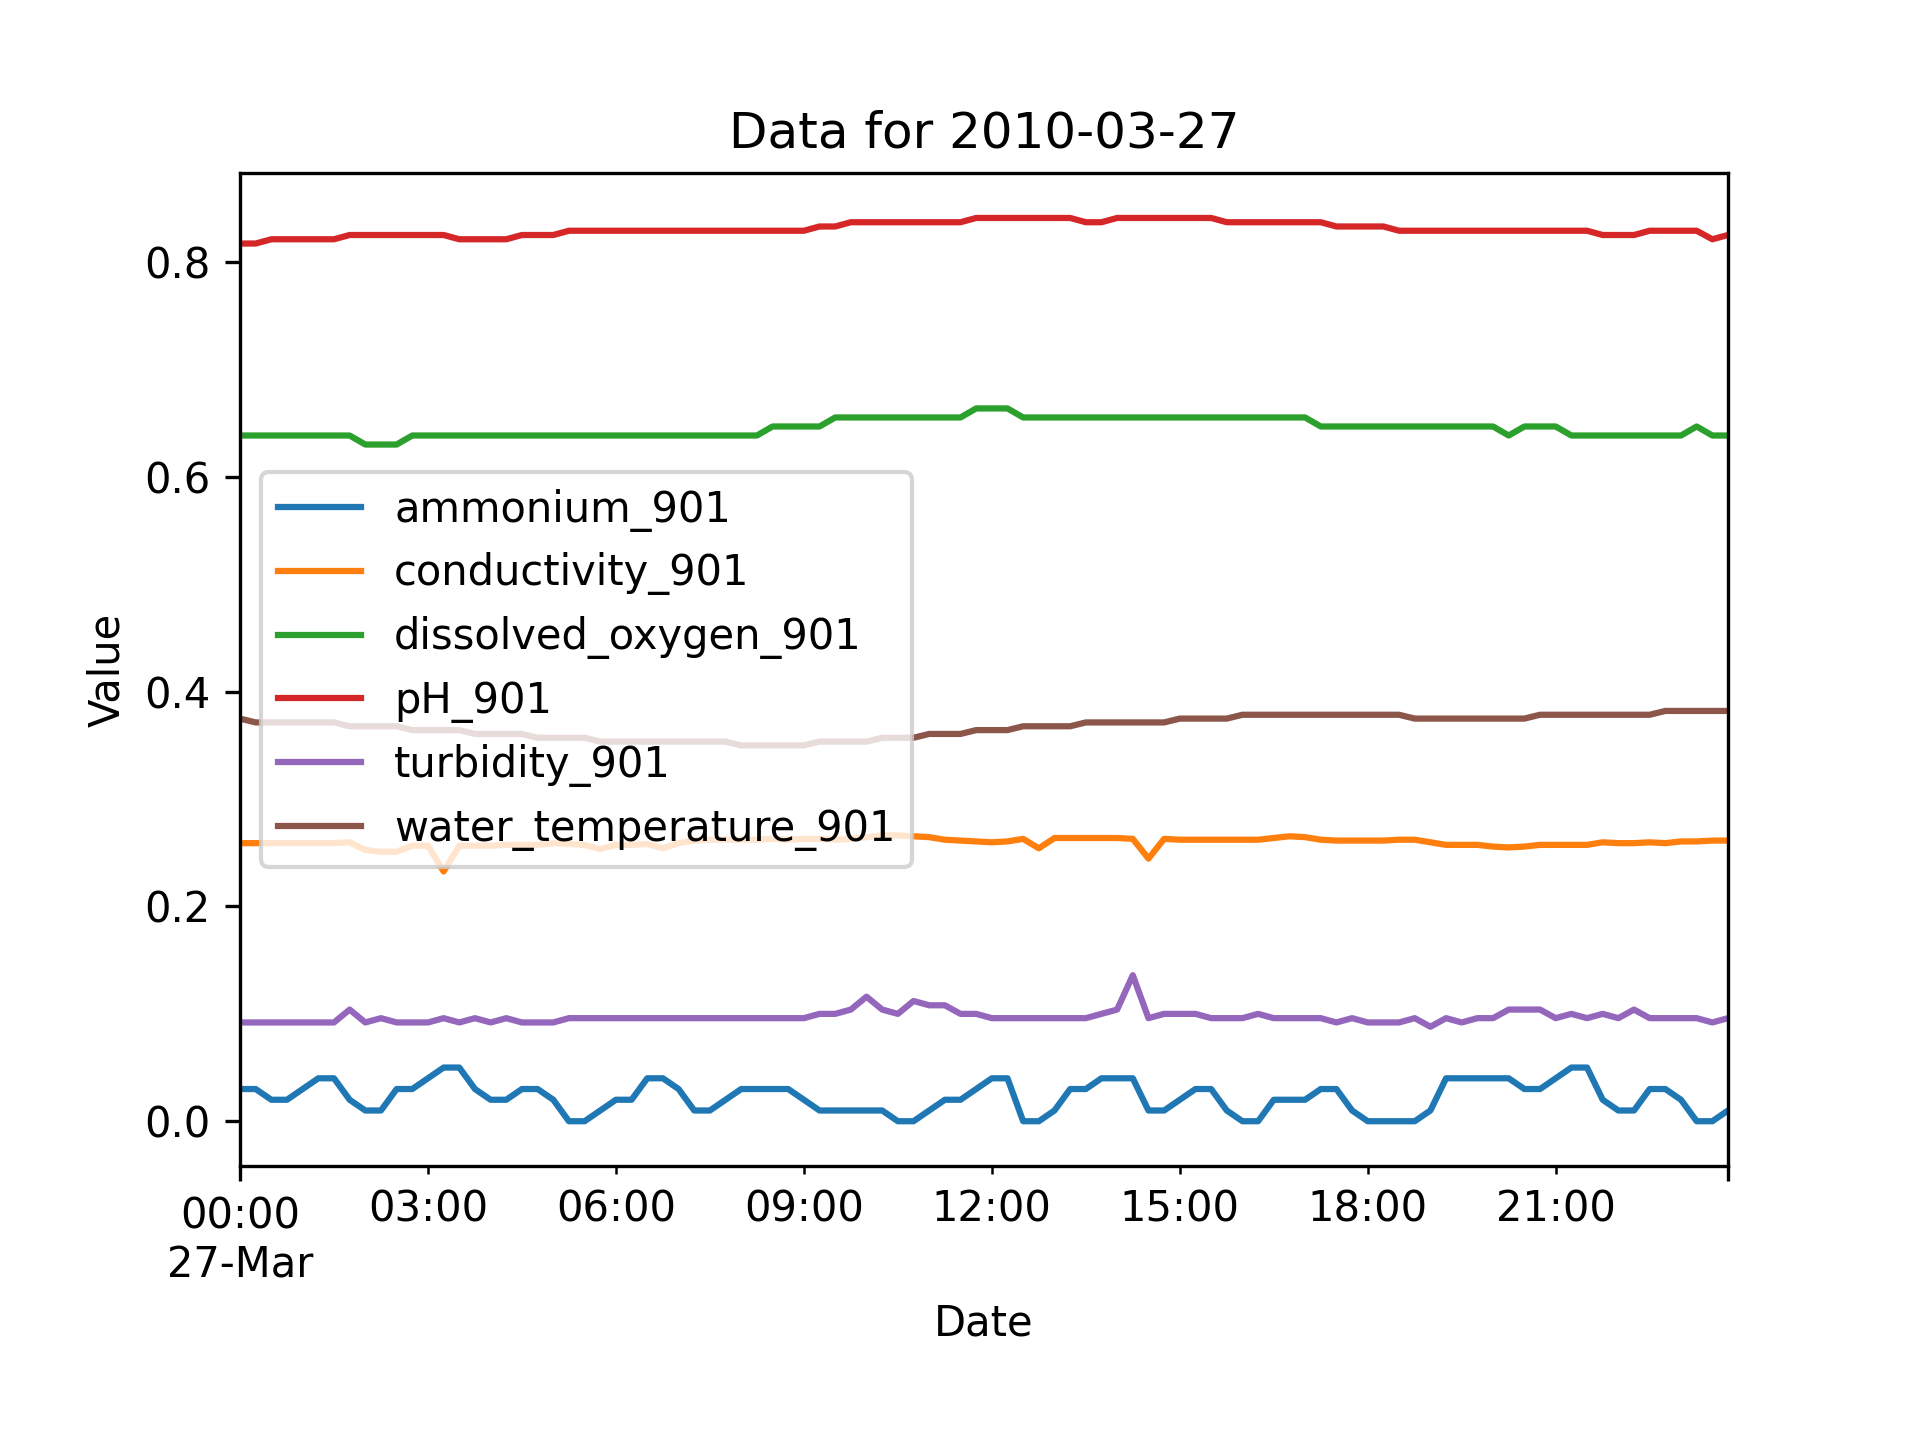 Data for 2010-03-27
Value
0.8
0.6
0.4
0.2
0.0
ammonium_901
conductivity_901
dissolved_oxygen_901
pH_901
turbidity_901
water_temperature_901
00:00 03:00 06:00 09:00 12:00 15:00 18:00 21:00
27-Mar
Date